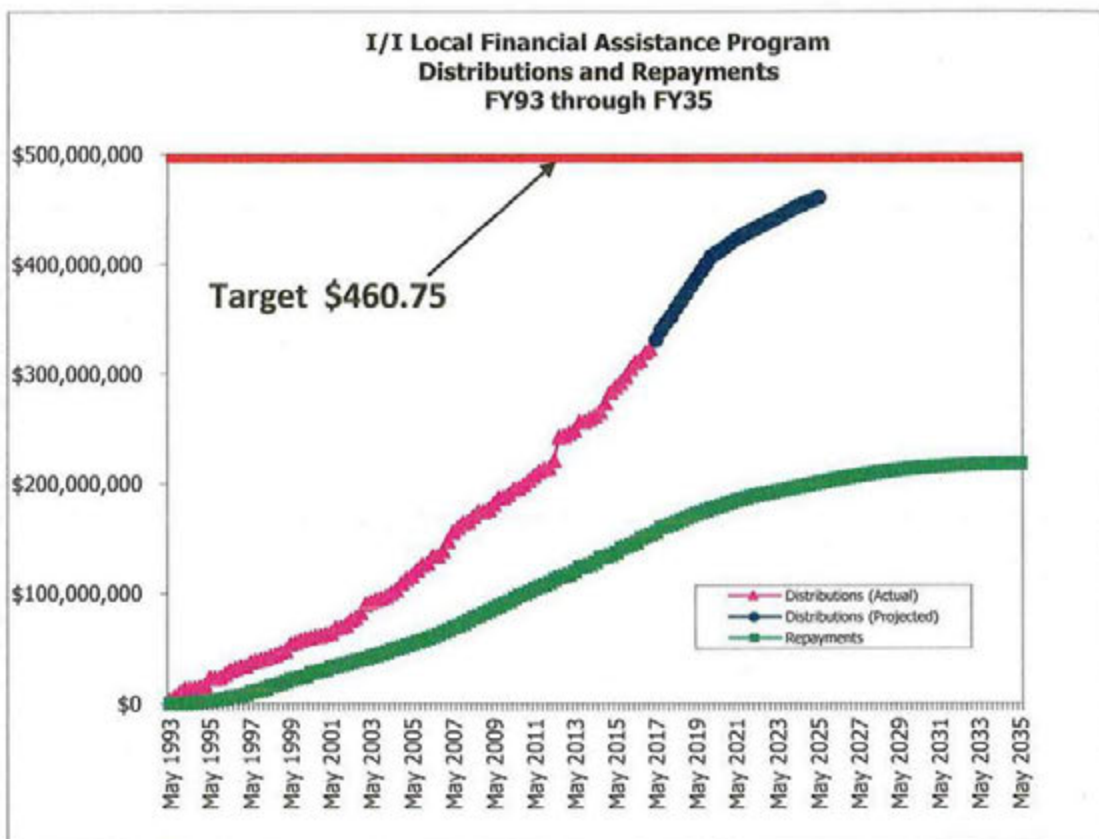 I/I Local Financial Assistance Program
Distributions and Repayments
FY93 through FY35
$500,000,000
$400,000,000
$300,000,000
$200,000,000
$100,000,000
$0
Target $460.75
Distributions (Actual)
Distributions (Projected)
Repayments
May 1993
May 1995
May 1997
May 1999
May 2001
May 2003
May 2005
May 2007
May 2009
May 2011
May 2013
May 2015
May 2017
May 2019
May 2021
May 2023
May 2025
May 2027
May 2029
May 2031
May 2033
May 2035